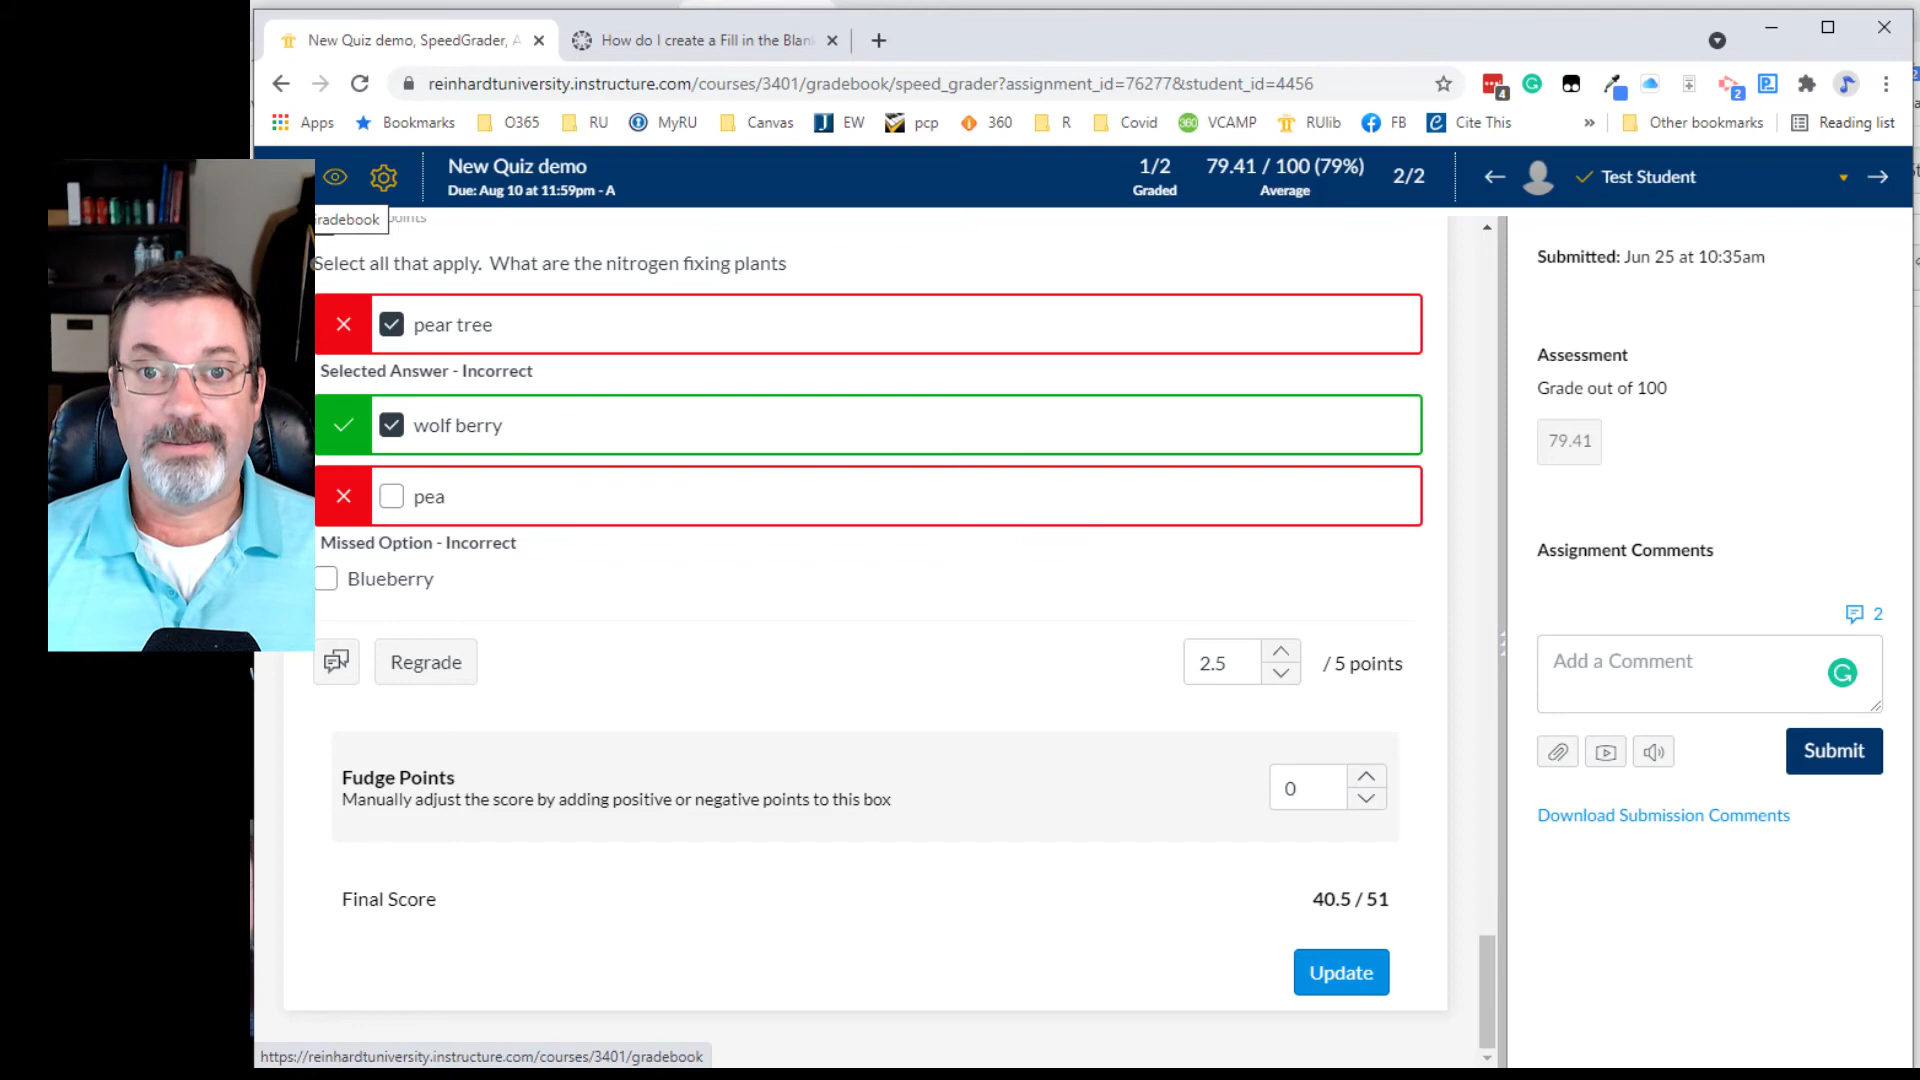 New Quiz demo, SpeedGrader, A
How do I create a Fill in the Blan
reinhardtuniversity.instructure.com/courses/3401/gradebook/speed_grader?assignment_id=76277&student_id=4456
4
2
Apps
Bookmarks
O365
RU
MyRU
Canvas
EW
pcp
360
R
Covid
360
VCAMP
RUlib
FB
Cite This
»
Other bookmarks
Reading list
New Quiz demo
Due: Aug 10 at 11:59pm - A
1/2
Graded
79.41 / 100 (79%)
Average
2/2
Test Student
radebook
points
Select all that apply. What are the nitrogen fixing plants
pear tree
Selected Answer - Incorrect
wolf berry
pea
Missed Option - Incorrect
Blueberry
Regrade
2.5
/ 5 points
Fudge Points
Manually adjust the score by adding positive or negative points to this box
0
Final Score
40.5 / 51
Update
Submitted: Jun 25 at 10:35am
Assessment
Grade out of 100
79.41
Assignment Comments
2
Add a Comment
Submit
Download Submission Comments
https://reinhardtuniversity.instructure.com/courses/3401/gradebook